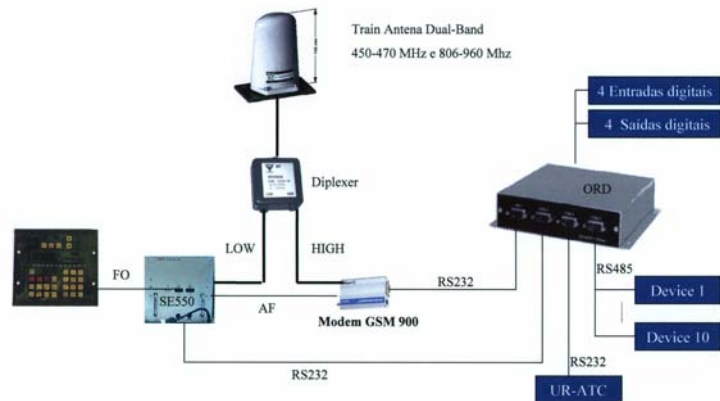 Train Antena Dual-Band
450-470 MHz e 806-960 Mhz
4 Entradas digitais
4 Saídas digitais
Diplexer
ORD
LOW
HIGH
FO
SE550
AF
RS232
RS485
Modem GSM 900
Device 1
Device 10
RS232
RS232
UR-ATC